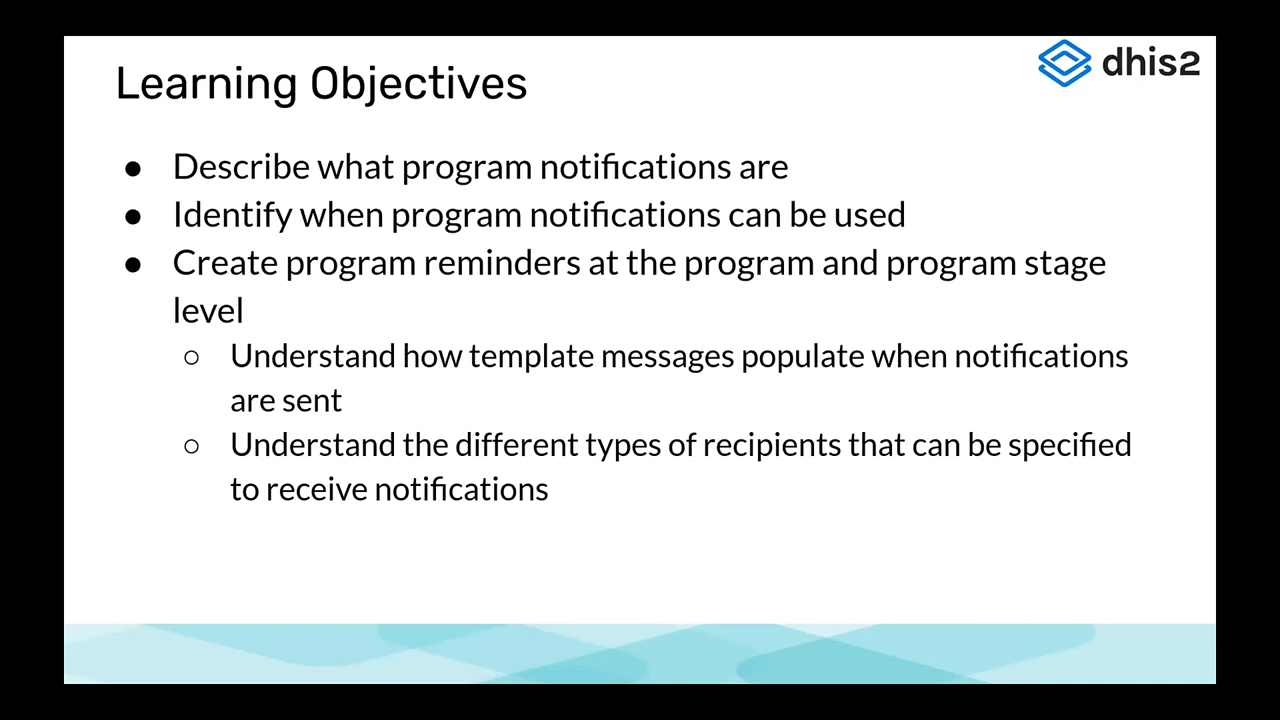 dhis2
Learning Objectives
● Describe what program notifications are
● Identify when program notifications can be used
● Create program reminders at the program and program stage
level
○ Understand how template messages populate when notifications
are sent
○ Understand the different types of recipients that can be specified
to receive notifications